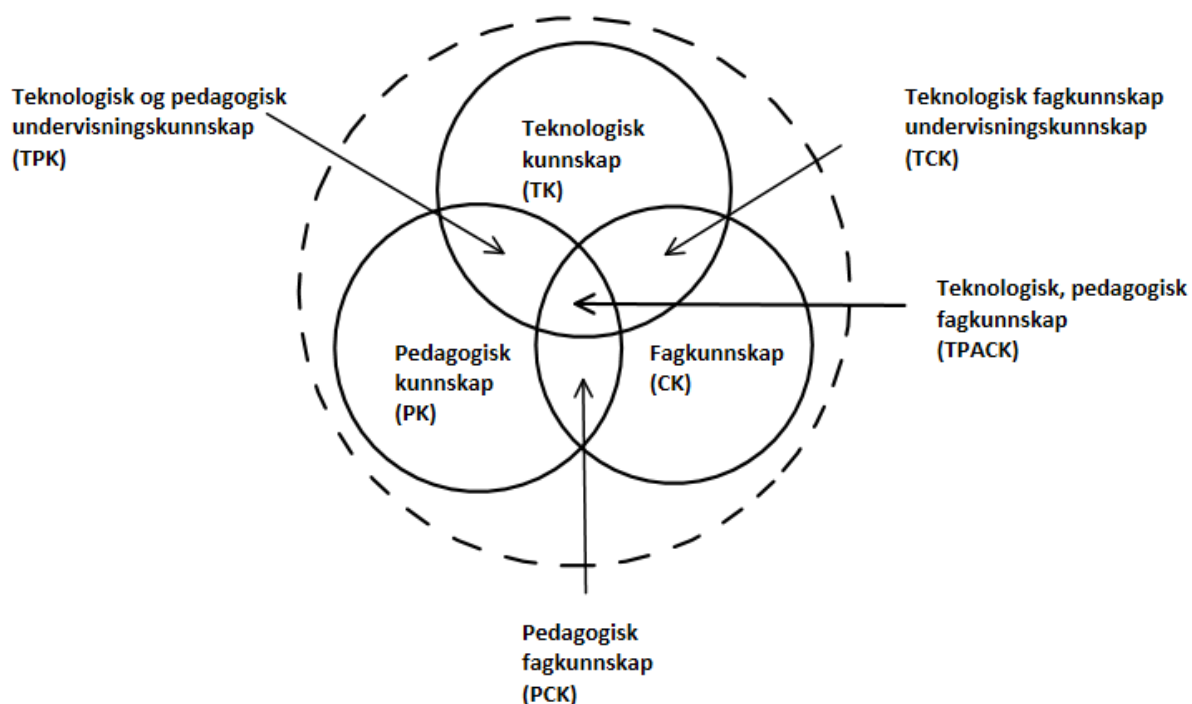 Teknologisk og pedagogisk
undervisningskunnskap
(TPK)
Teknologisk
kunnskap
(TK)
Teknologisk fagkunnskap
undervisningskunnskap
(TCK)
Teknologisk, pedagogisk
fagkunnskap
(TPACK)
Pedagogisk
kunnskap
(PK)
Fagkunnskap
(CK)
Pedagogisk
fagkunnskap
(PCK)